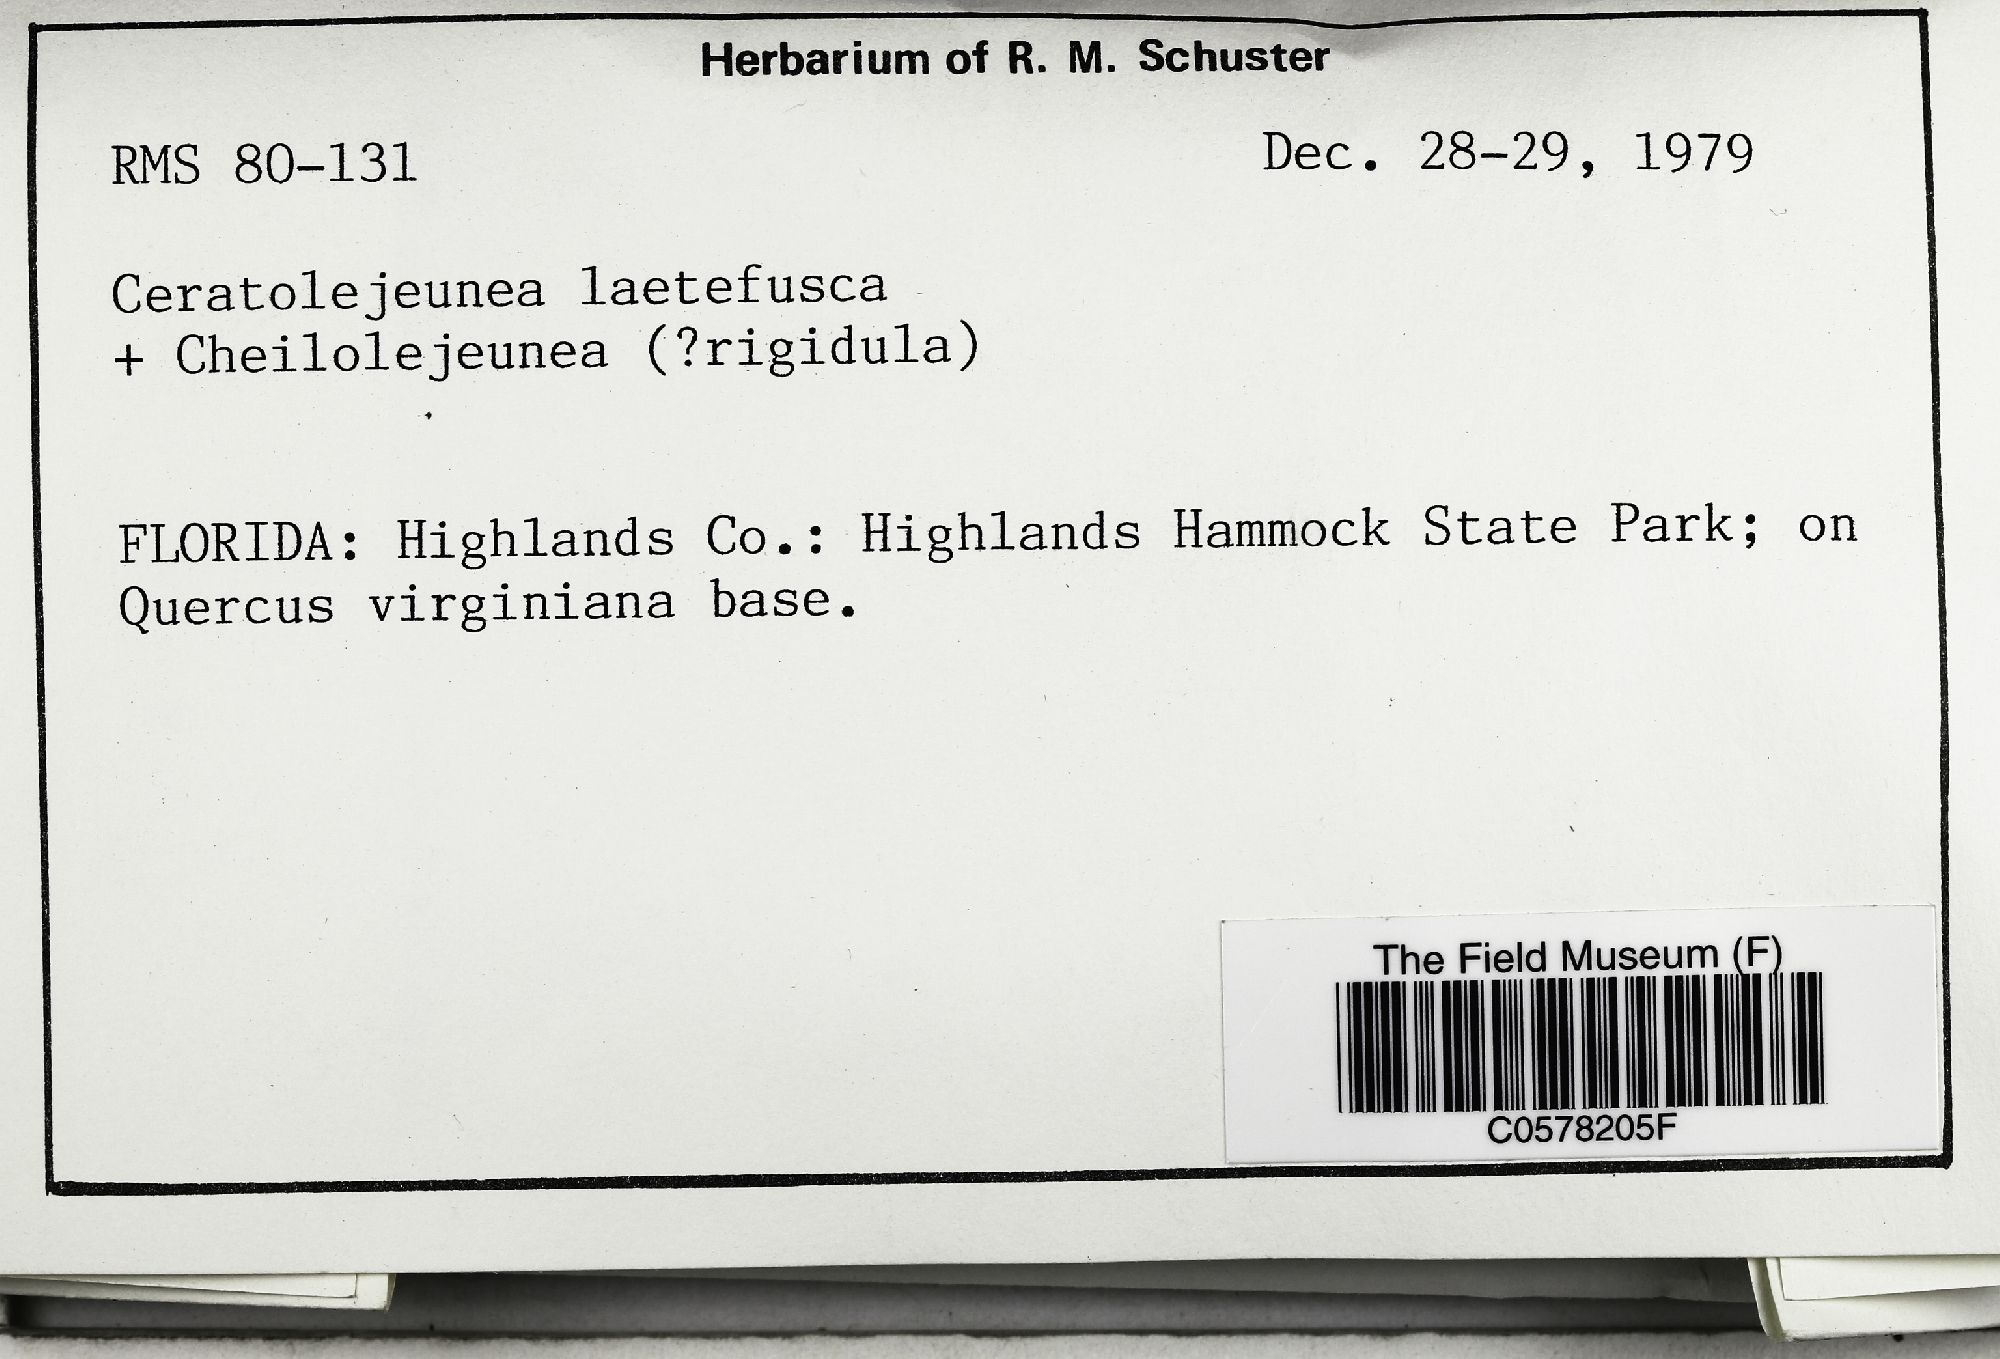 Herbarium of R. M. Schuster
RMS 80-131 Dec. 28-29, 1979
Ceratolejeunea laetefusca
+ Cheilolejeunea (?rigidula)
FLORIDA: Highlands Co.: Highlands Hammock State Park; on
Quercus virginiana base.
The Field Museum (F)
C0578205F